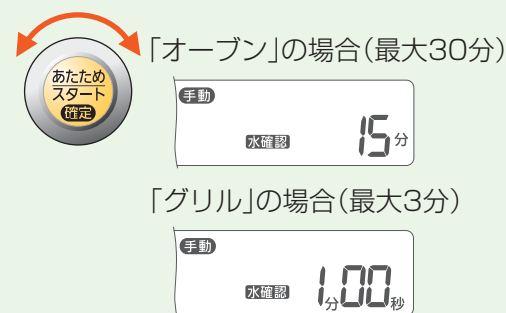 あたため
スタート
確定
「オーブン」の場合(最大30分)
手動
水確認 15分
「グリル」の場合(最大3分)
手動
水確認 1分00秒